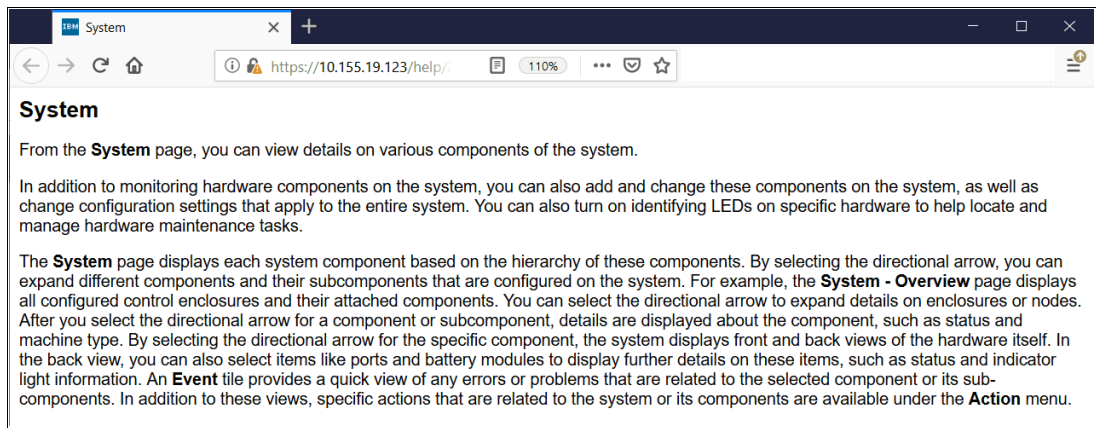 IBM System
https://10.155.19.123/help/ 110%
System
From the System page, you can view details on various components of the system.
In addition to monitoring hardware components on the system, you can also add and change these components on the system, as well as
change configuration settings that apply to the entire system. You can also turn on identifying LEDs on specific hardware to help locate and
manage hardware maintenance tasks.
The System page displays each system component based on the hierarchy of these components. By selecting the directional arrow, you can
expand different components and their subcomponents that are configured on the system. For example, the System - Overview page displays
all configured control enclosures and their attached components. You can select the directional arrow to expand details on enclosures or nodes.
After you select the directional arrow for a component or subcomponent, details are displayed about the component, such as status and
machine type. By selecting the directional arrow for the specific component, the system displays front and back views of the hardware itself. In
the back view, you can also select items like ports and battery modules to display further details on these items, such as status and indicator
light information. An Event tile provides a quick view of any errors or problems that are related to the selected component or its sub-
components. In addition to these views, specific actions that are related to the system or its components are available under the Action menu.